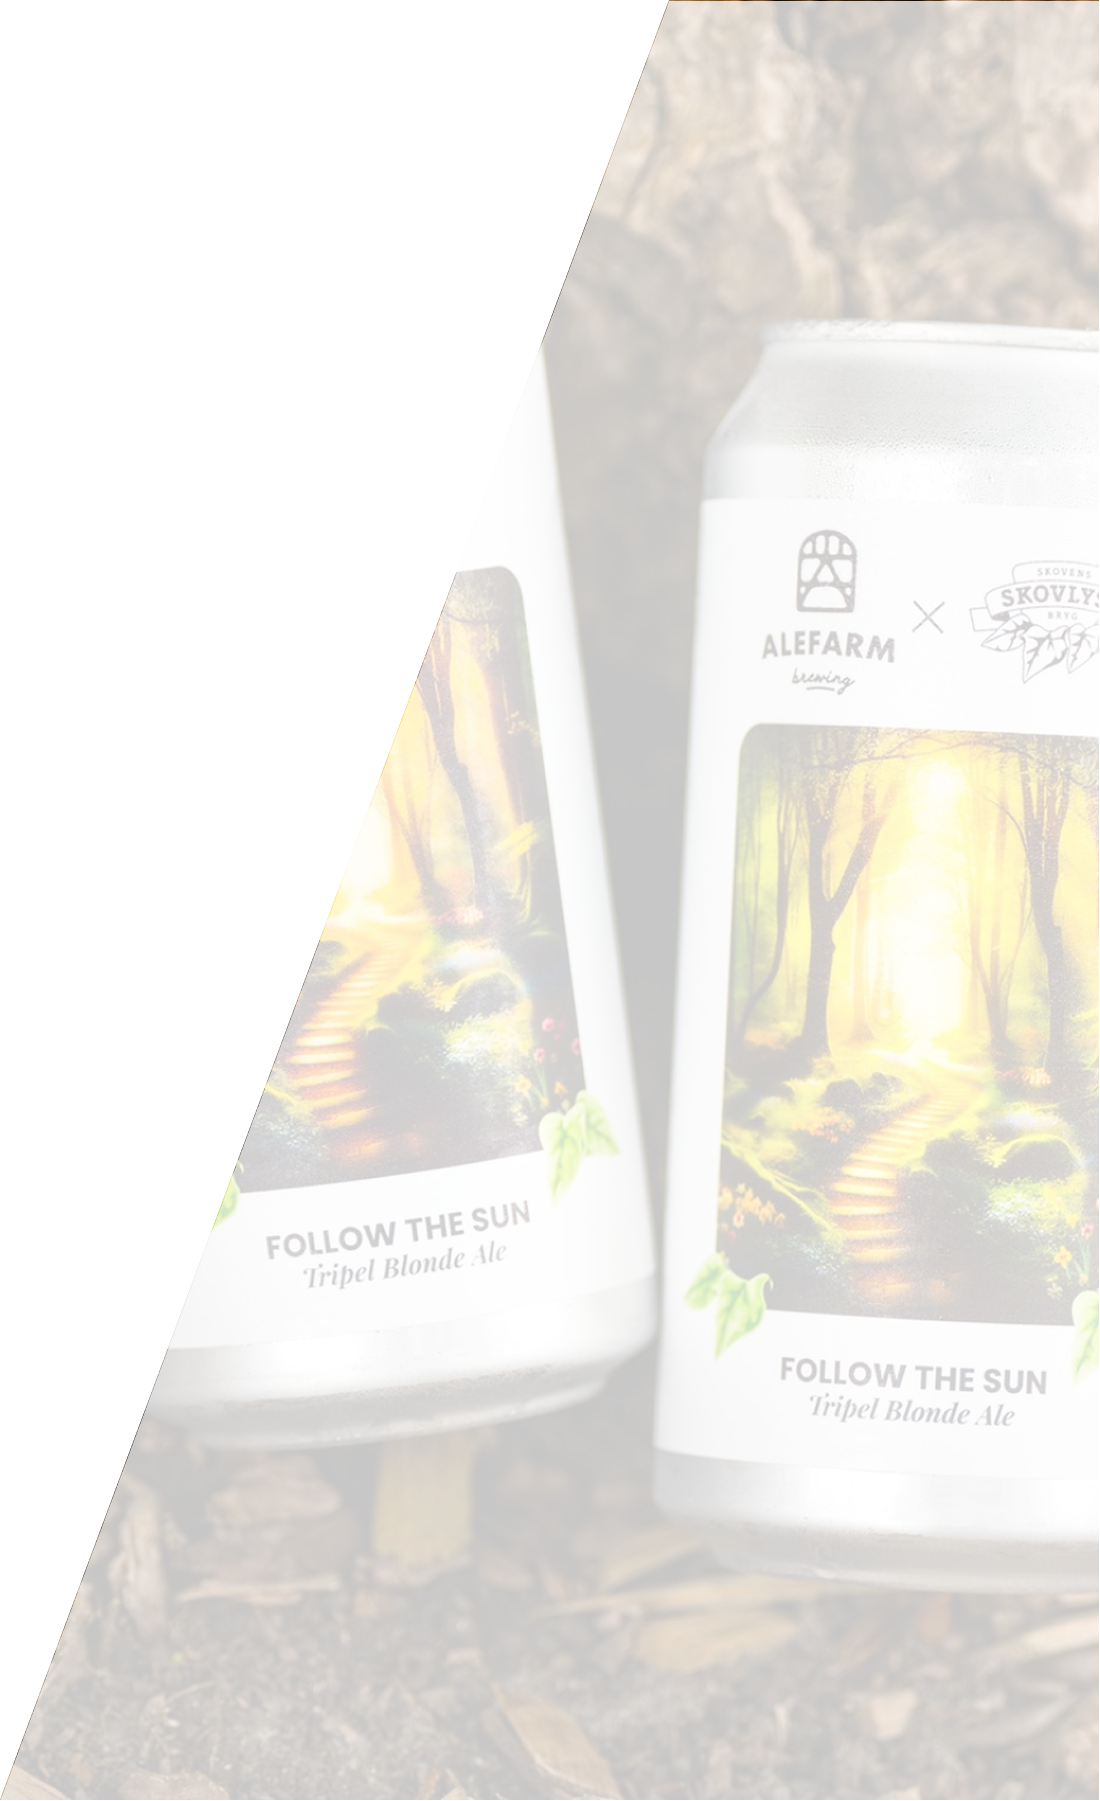 FOLLOW THE SUN
Tripel Blonde Ale
ALEFARM
brewing
X
SKOVENS
SKOVLYS
BRYG
FOLLOW THE SUN
Tripel Blonde Ale